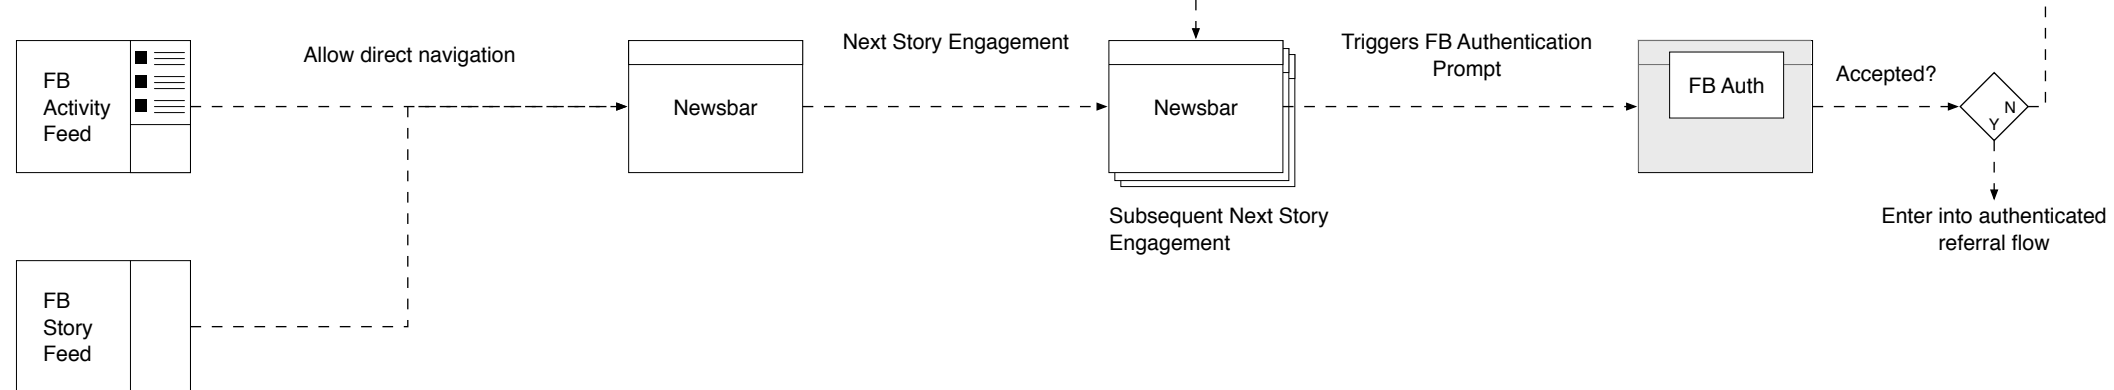 FB
Activity
Feed
Allow direct navigation
Newsbar
Next Story Engagement
Newsbar
Subsequent Next Story
Engagement
Triggers FB Authentication
Prompt
FB Auth
Accepted?
N
Y
Enter into authenticated
referral flow
FB
Story
Feed